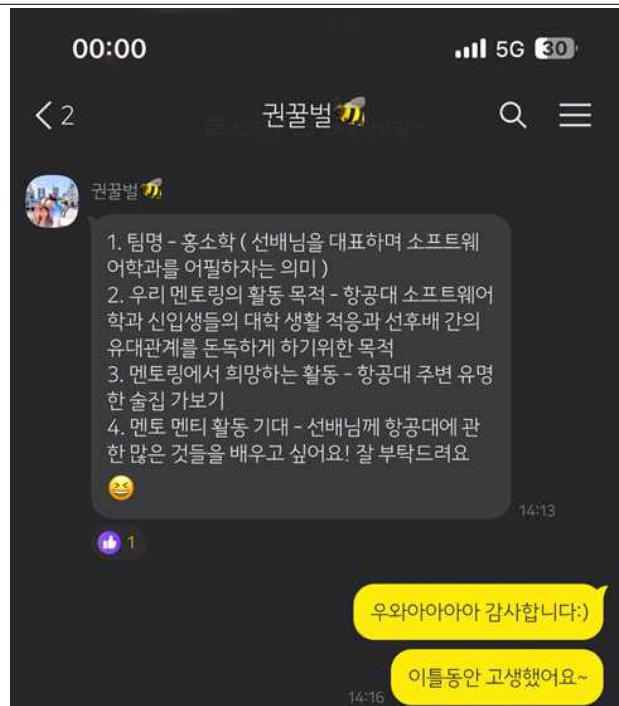 00:00
5G 30
2
권꿀벌🐝
권꿀벌🐝
1. 팀명 - 홍소학 ( 선배님을 대표하며 소프트웨
어학과를 어필하자는 의미 )
2. 우리 멘토링의 활동 목적 - 항공대 소프트웨어
학과 신입생들의 대학 생활 적응과 선후배 간의
유대관계를 돈독하게 하기위한 목적
3. 멘토링에서 희망하는 활동 - 항공대 주변 유명
한 술집 가보기
4. 멘토 멘티 활동 기대 - 선배님께 항공대에 관
한 많은 것들을 배우고 싶어요! 잘 부탁드려요
😆
14:13
1
우와아아아아 감사합니다:)
이틀동안 고생했어요~
14:16